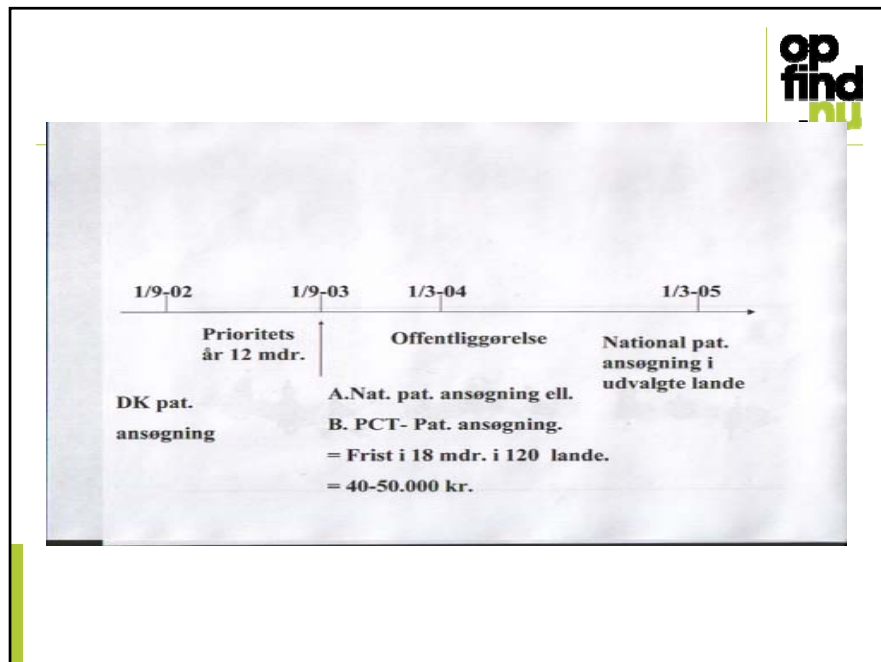 op
find
.nu
1/9-02
1/9-03
1/3-04
1/3-05
Prioritets
år 12 mdr.
Offentliggørelse
National pat.
ansøgning i
udvalgte lande
DK pat.
ansøgning
A.Nat. pat. ansøgning ell.
B. PCT- Pat. ansøgning.
= Frist i 18 mdr. i 120 lande.
= 40-50.000 kr.